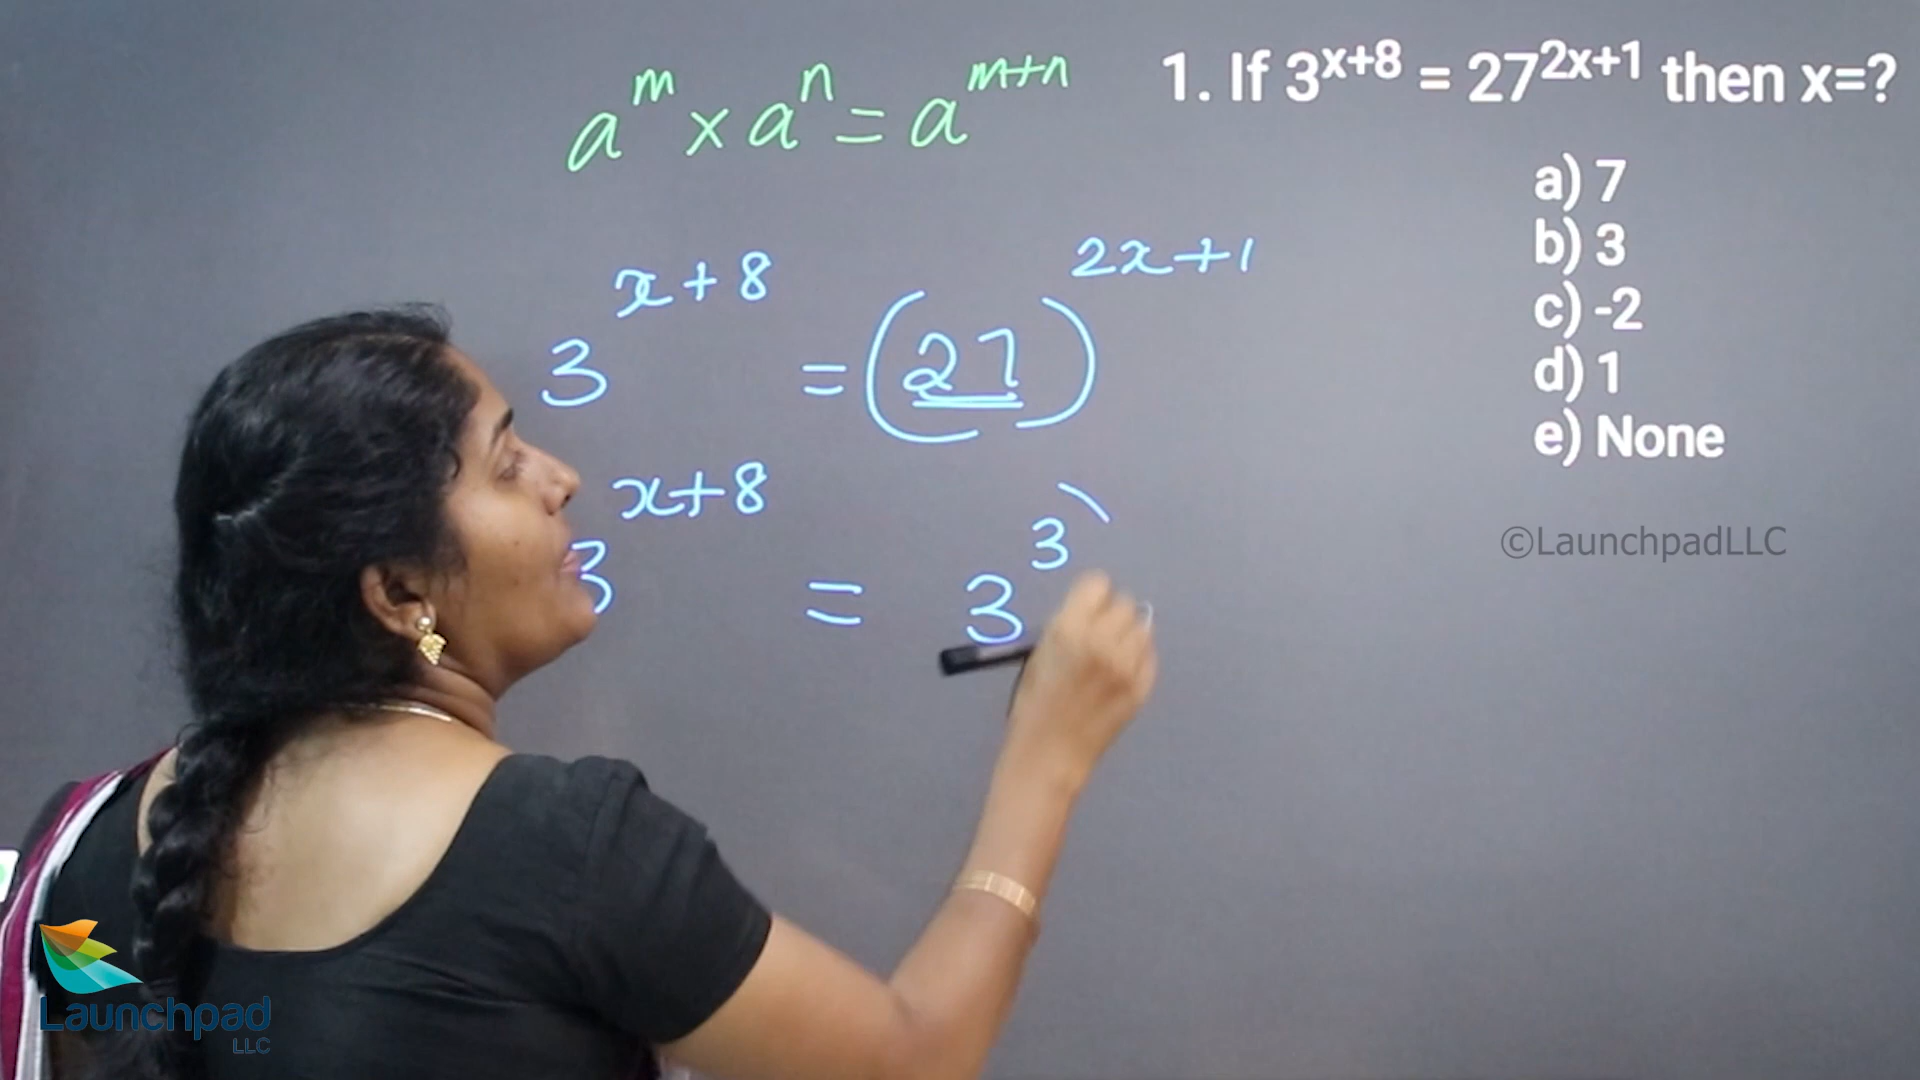 a^m × a^n = a^{m+n}
1. If 3^{x+8} = 27^{2x+1} then x=?
a) 7
b) 3
c) -2
d) 1
e) None
3^{x+8} = (27)^{2x+1}
3^{x+8} = 3^3
©LaunchpadLLC
Launchpad
LLC